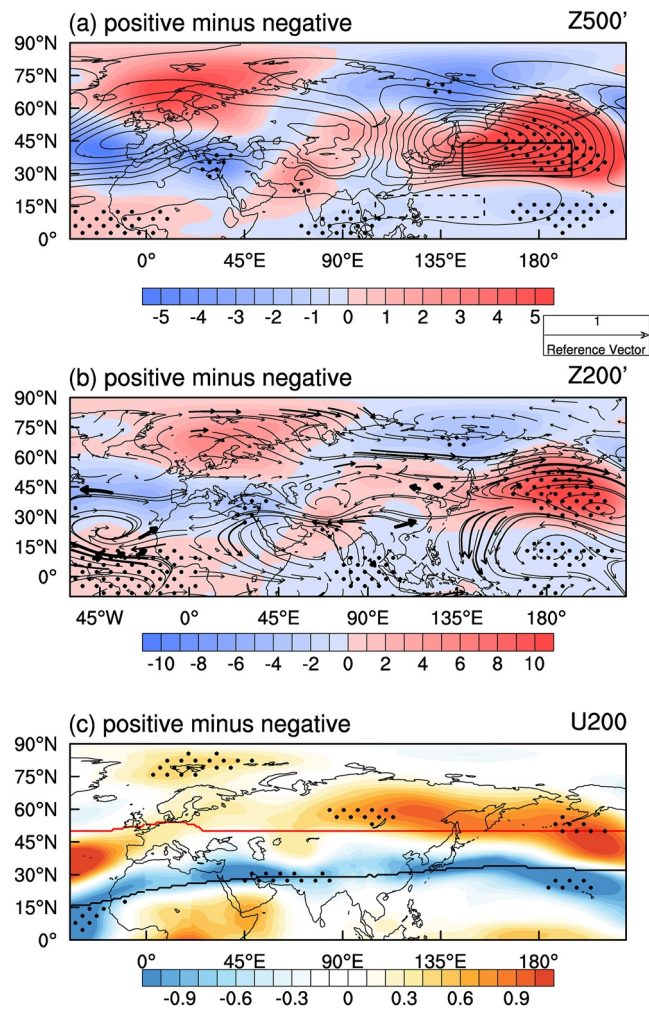 (a) positive minus negative Z500'
90°N
75°N
60°N
45°N
30°N
15°N
0°
0° 45°E 90°E 135°E 180°
-5 -4 -3 -2 -1 0 1 2 3 4 5
1
Reference Vector
(b) positive minus negative Z200'
90°N
75°N
60°N
45°N
30°N
15°N
0°
45°W 0° 45°E 90°E 135°E 180°
-10 -8 -6 -4 -2 0 2 4 6 8 10
(c) positive minus negative U200
90°N
75°N
60°N
45°N
30°N
15°N
0°
0° 45°E 90°E 135°E 180°
-0.9 -0.6 -0.3 0 0.3 0.6 0.9